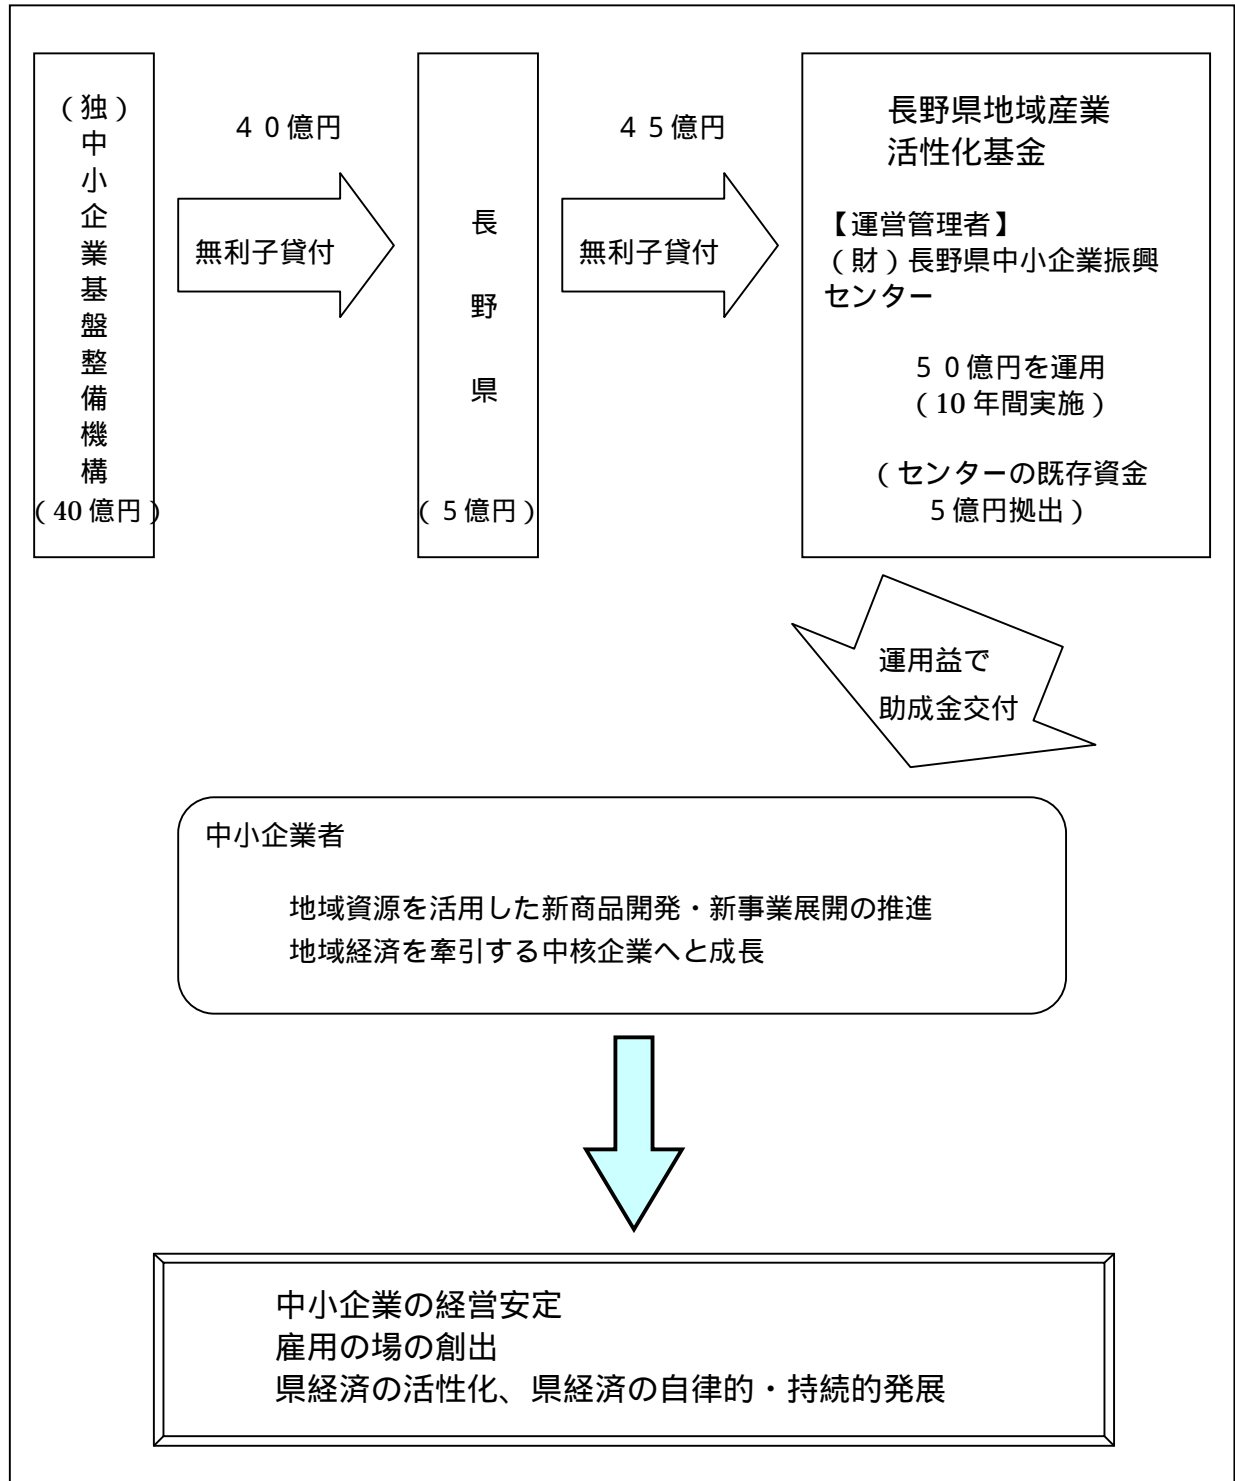 （独）中小企業基盤整備機構
（40億円）
４０億円
無利子貸付
長野県
（５億円）
４５億円
無利子貸付
長野県地域産業
活性化基金
【運営管理者】
（財）長野県中小企業振興
センター
５０億円を運用
（10年間実施）
（センターの既存資金
５億円拠出）
運用益で
助成金交付
中小企業者
地域資源を活用した新商品開発・新事業展開の推進
地域経済を牽引する中核企業へと成長
中小企業の経営安定
雇用の場の創出
県経済の活性化、県経済の自律的・持続的発展